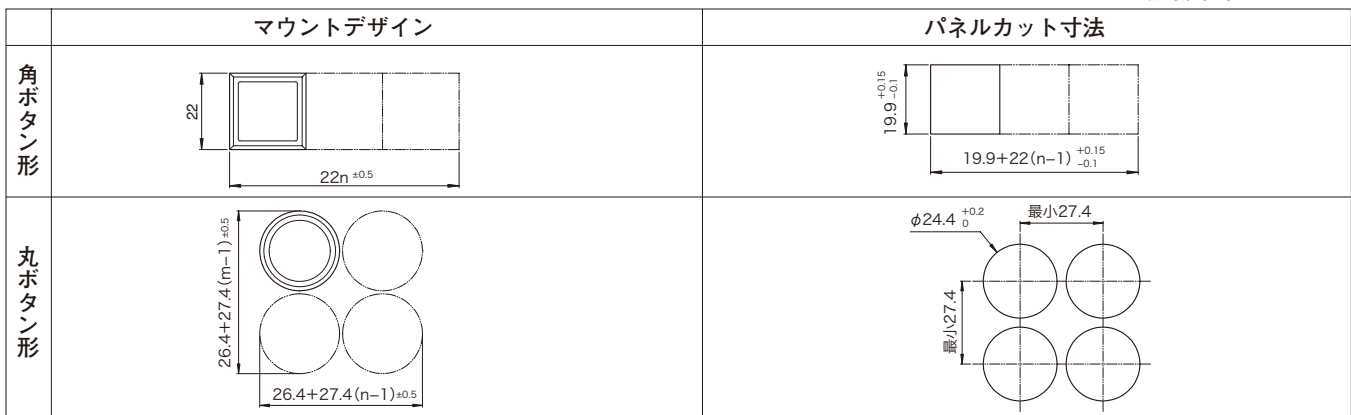 マウントデザイン
パネルカット寸法
角ボタン形
22
22n ±0.5
19.9 +0.15 −0.1
19.9+22(n−1) +0.15 −0.1
丸ボタン形
26.4+27.4(m−1)±0.5
26.4+27.4(n−1)±0.5
φ24.4 +0.2 0
最小27.4
最小27.4